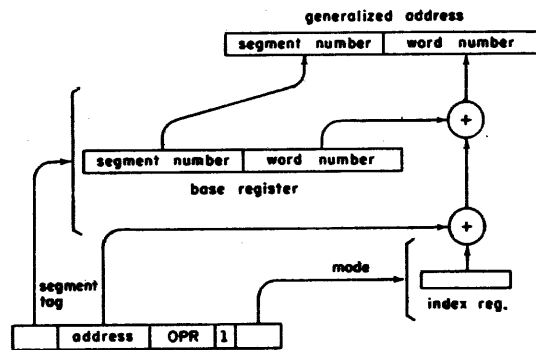 generalized address
segment number word number
segment number word number
base register
segment
tag
mode
index reg.
address OPR 1